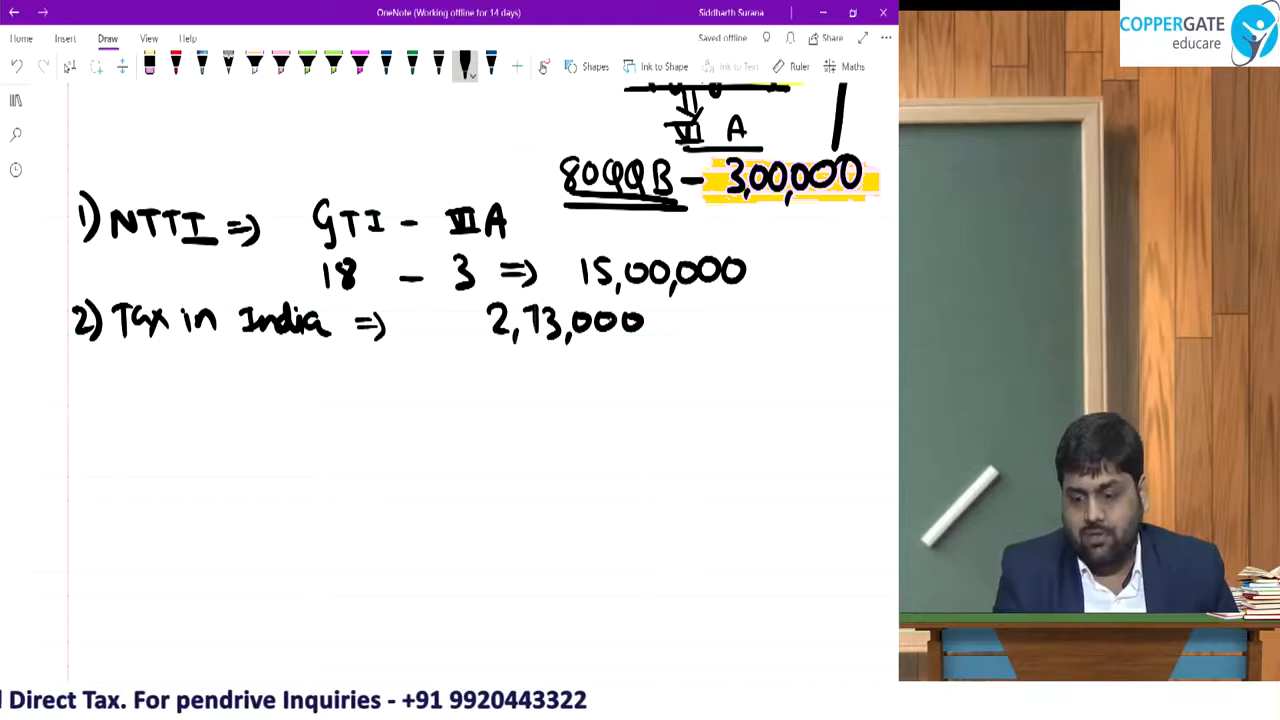 OneNote (Working offline for 14 days)
Siddharth Surana
COPPERGATE
educare
Home Insert Draw View Help
Saved offline
Share
Shapes Ink to Shape Ink to Text Ruler Maths
VI A
80QQB - 3,00,000
1) NTTI => GTI - VIA
18 - 3 => 15,00,000
2) Tax in India => 2,73,000
Direct Tax. For pendrive Inquiries - +91 9920443322